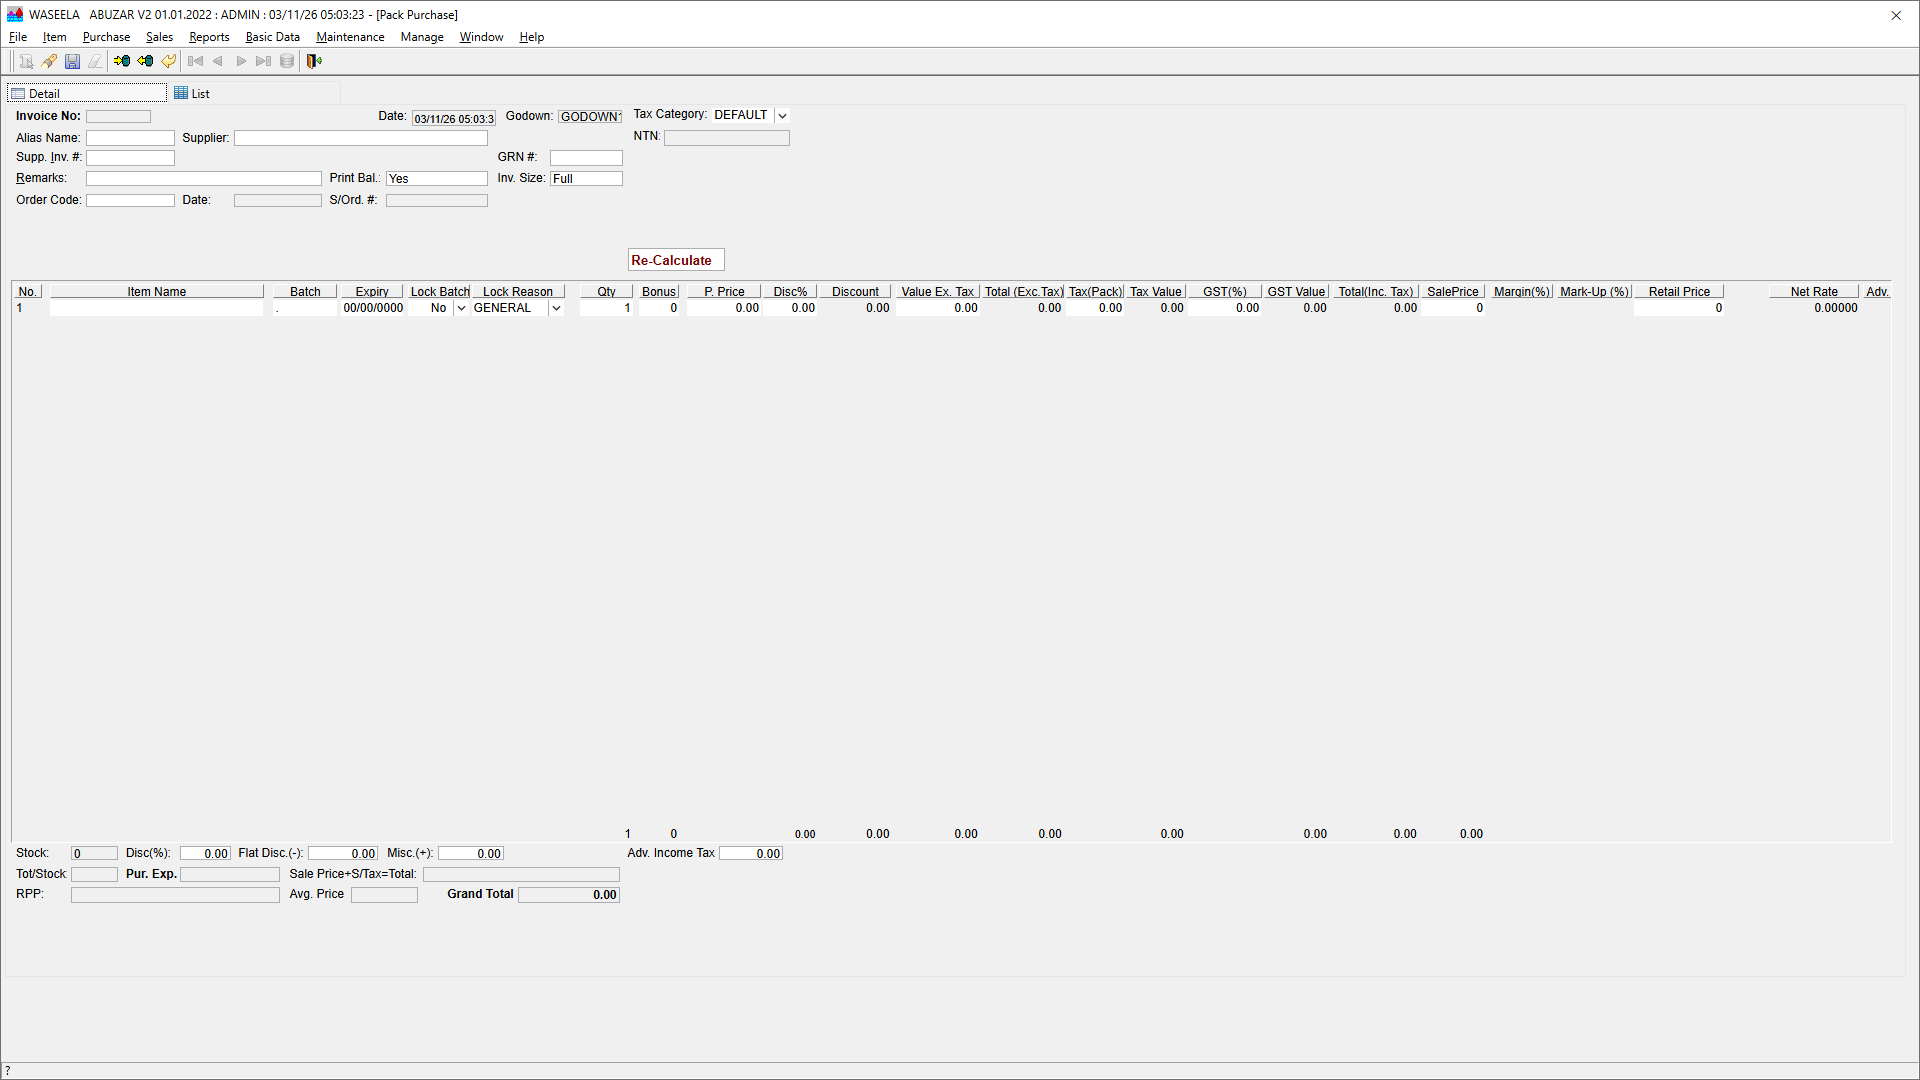 WASEELA   ABUZAR V2 01.01.2022 : ADMIN : 03/11/26 05:03:23 - [Pack Purchase]
File Item Purchase Sales Reports Basic Data Maintenance Manage Window Help
Detail List
Invoice No: Date: 03/11/26 05:03:3 Godown: GODOWN1 Tax Category: DEFAULT
Alias Name: Supplier: NTN:
Supp. Inv. #: GRN #:
Remarks: Print Bal.: Yes Inv. Size: Full
Order Code: Date: S/Ord. #:
Re-Calculate
No. Item Name Batch Expiry Lock Batch Lock Reason Qty Bonus P. Price Disc% Discount Value Ex. Tax Total (Exc.Tax) Tax(Pack) Tax Value GST(%) GST Value Total(Inc. Tax) SalePrice Margin(%) Mark-Up (%) Retail Price Net Rate Adv.
1 . 00/00/0000 No GENERAL 1 0 0.00 0.00 0.00 0.00 0.00 0.00 0.00 0.00 0.00 0.00 0 0 0.00000
1 0 0.00 0.00 0.00 0.00 0.00 0.00 0.00 0.00
Stock: 0 Disc(%): 0.00 Flat Disc.(-): 0.00 Misc.(+): 0.00 Adv. Income Tax 0.00
Tot/Stock: Pur. Exp. Sale Price+S/Tax=Total:
RPP: Avg. Price Grand Total 0.00
?